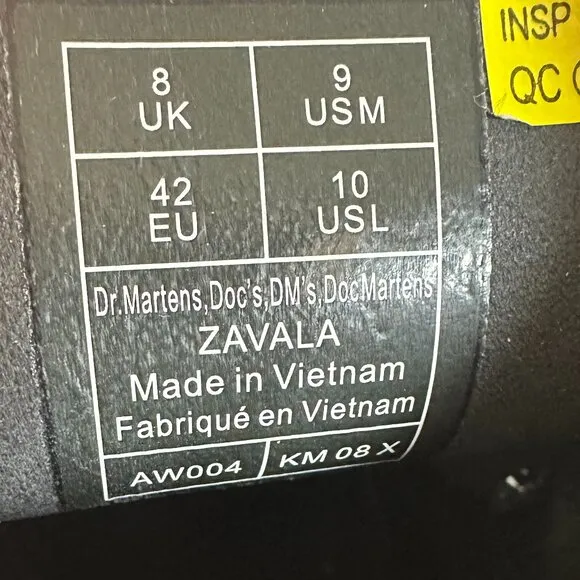 INSP
QC
8 9
UK USM
42 10
EU USL
Dr.Martens,Doc's,DM's,DocMartens
ZAVALA
Made in Vietnam
Fabriqué en Vietnam
AW004 KM 08 X